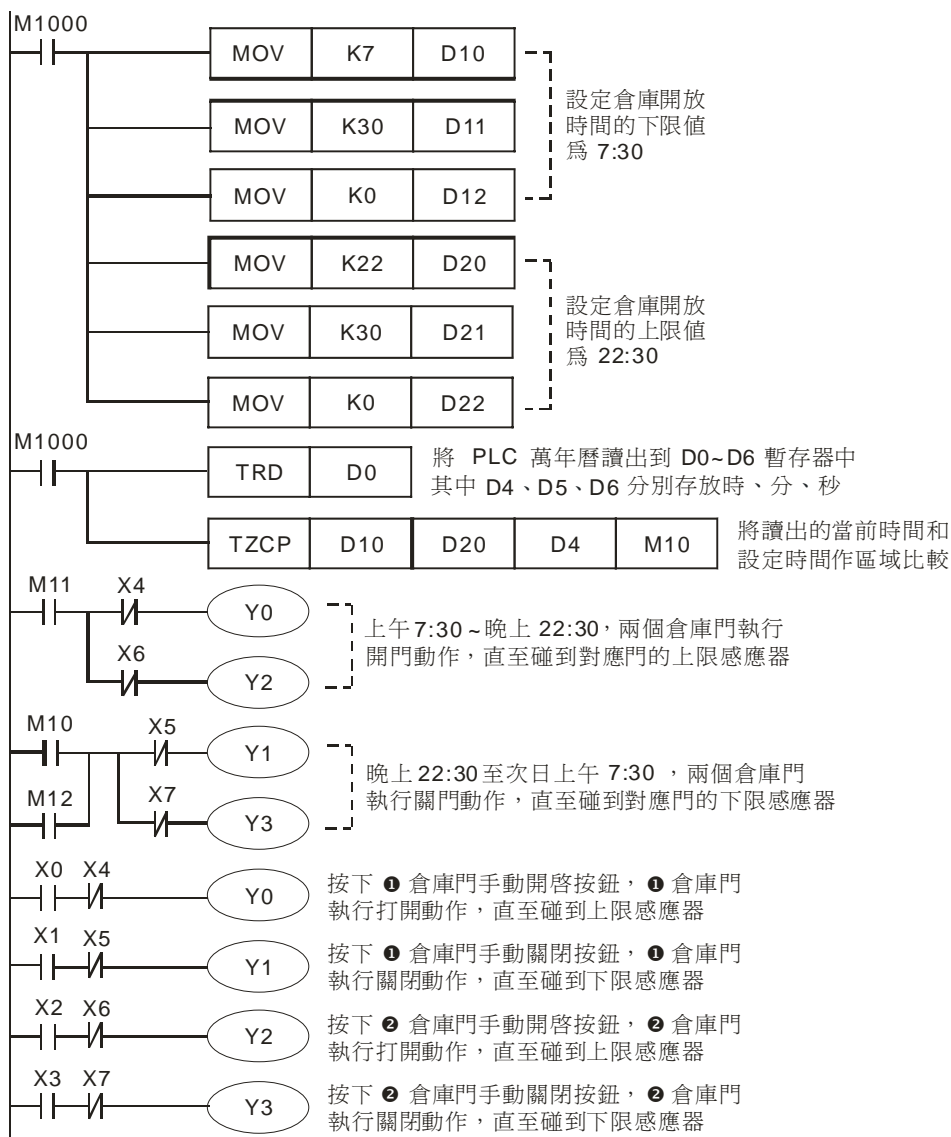 M1000
MOV K7 D10
MOV K30 D11
MOV K0 D12
設定倉庫開放
時間的下限值
爲 7:30
MOV K22 D20
MOV K30 D21
MOV K0 D22
設定倉庫開放
時間的上限值
爲 22:30
M1000
TRD D0
將 PLC 萬年曆讀出到 D0~D6 暫存器中
其中 D4、D5、D6 分別存放時、分、秒
TZCP D10 D20 D4 M10
將讀出的當前時間和
設定時間作區域比較
M11 X4
Y0
X6
Y2
上午 7:30 ~ 晚上 22:30，兩個倉庫門執行
開門動作，直至碰到對應門的上限感應器
M10 X5
Y1
M12 X7
Y3
晚上 22:30 至次日上午 7:30 ，兩個倉庫門
執行關門動作，直至碰到對應門的下限感應器
X0 X4
Y0
按下 ❶ 倉庫門手動開啓按鈕，❶ 倉庫門
執行打開動作，直至碰到上限感應器
X1 X5
Y1
按下 ❶ 倉庫門手動關閉按鈕，❶ 倉庫門
執行關閉動作，直至碰到下限感應器
X2 X6
Y2
按下 ❷ 倉庫門手動開啓按鈕，❷ 倉庫門
執行打開動作，直至碰到上限感應器
X3 X7
Y3
按下 ❷ 倉庫門手動關閉按鈕，❷ 倉庫門
執行關閉動作，直至碰到下限感應器